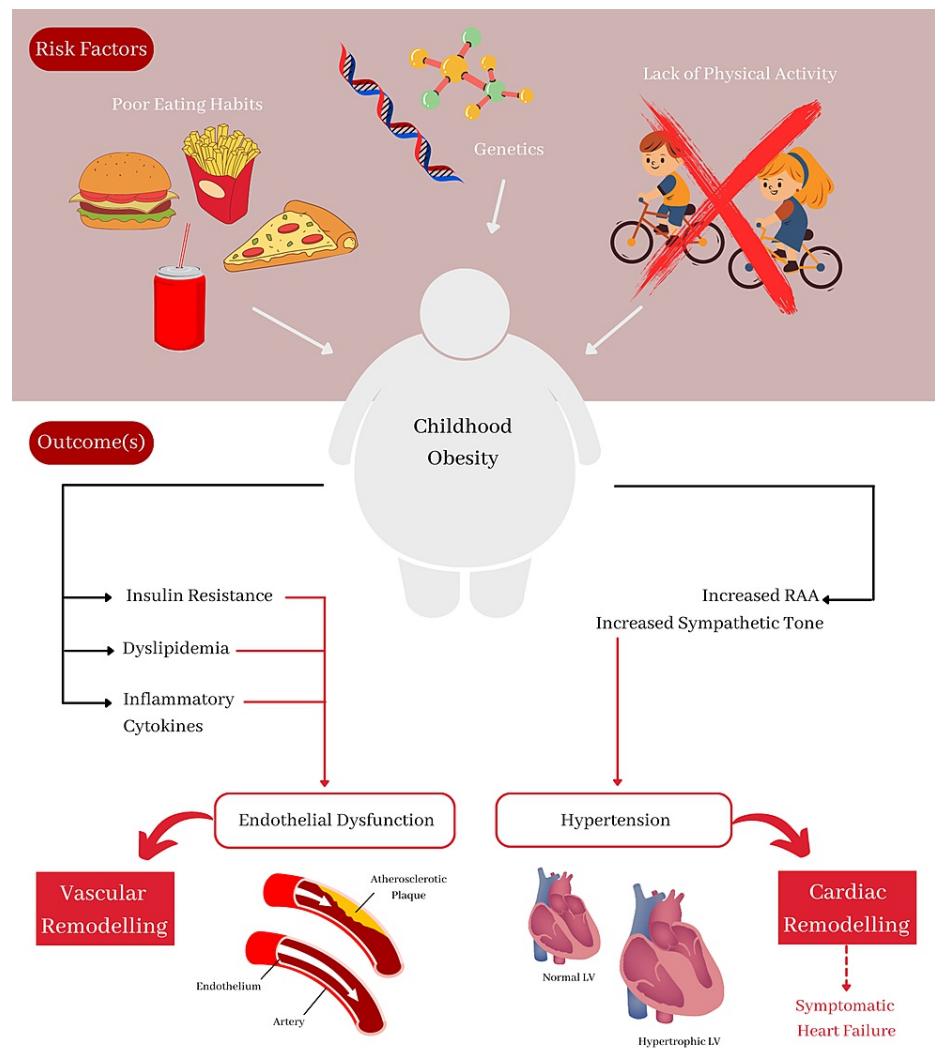 Risk Factors
Poor Eating Habits
Genetics
Lack of Physical Activity
Childhood
Obesity
Outcome(s)
Insulin Resistance
Dyslipidemia
Inflammatory
Cytokines
Increased RAA
Increased Sympathetic Tone
Endothelial Dysfunction
Hypertension
Vascular
Remodelling
Atherosclerotic
Plaque
Endothelium
Artery
Normal LV
Hypertrophic LV
Cardiac
Remodelling
Symptomatic
Heart Failure